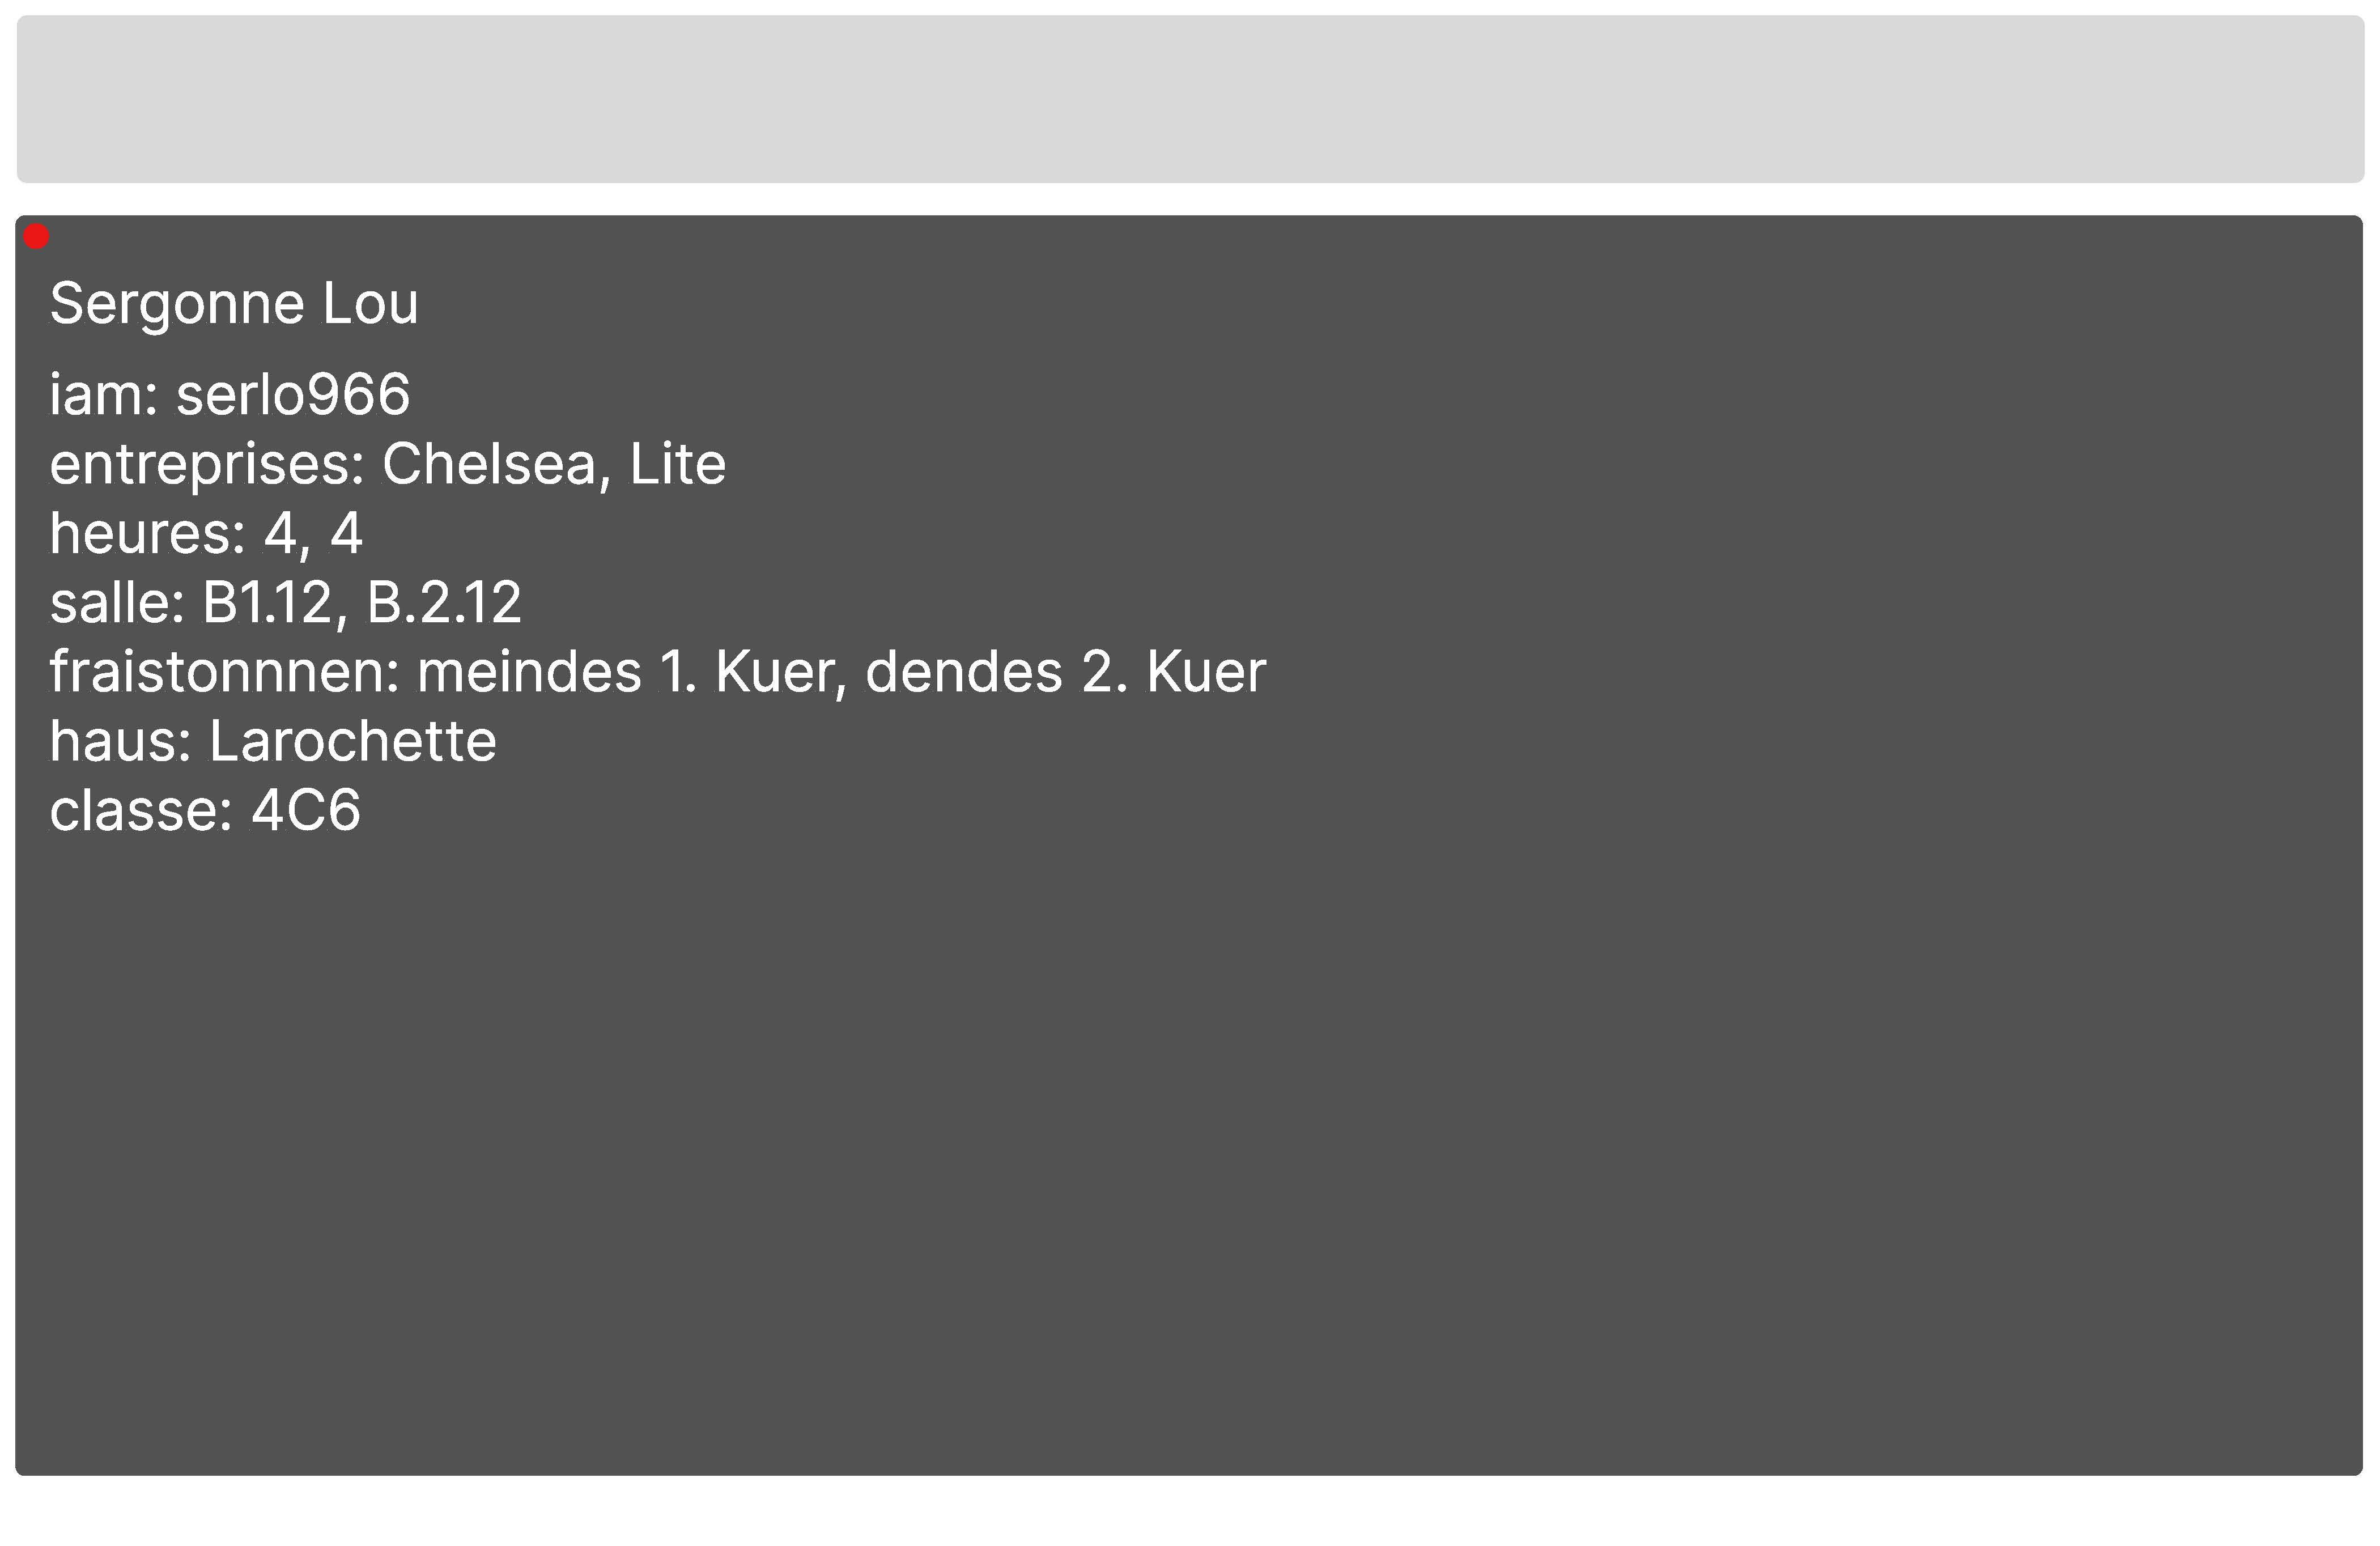 Sergonne Lou
iam: serlo966
entreprises: Chelsea, Lite
heures: 4, 4
salle: B1.12, B.2.12
fraistonnnen: meindes 1. Kuer, dendes 2. Kuer
haus: Larochette
classe: 4C6